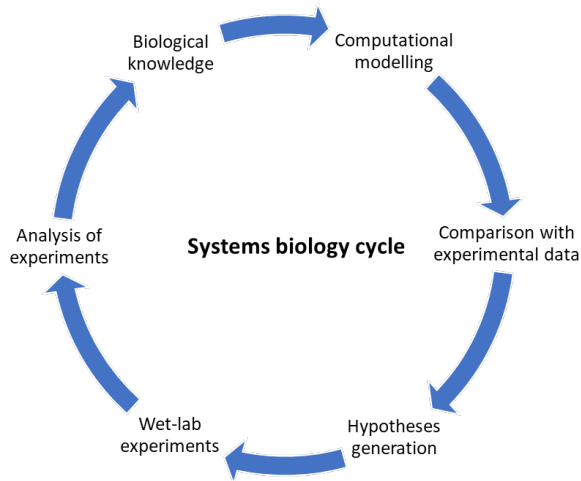 Biological
knowledge
Computational
modelling
Comparison with
experimental data
Hypotheses
generation
Wet-lab
experiments
Analysis of
experiments
Systems biology cycle